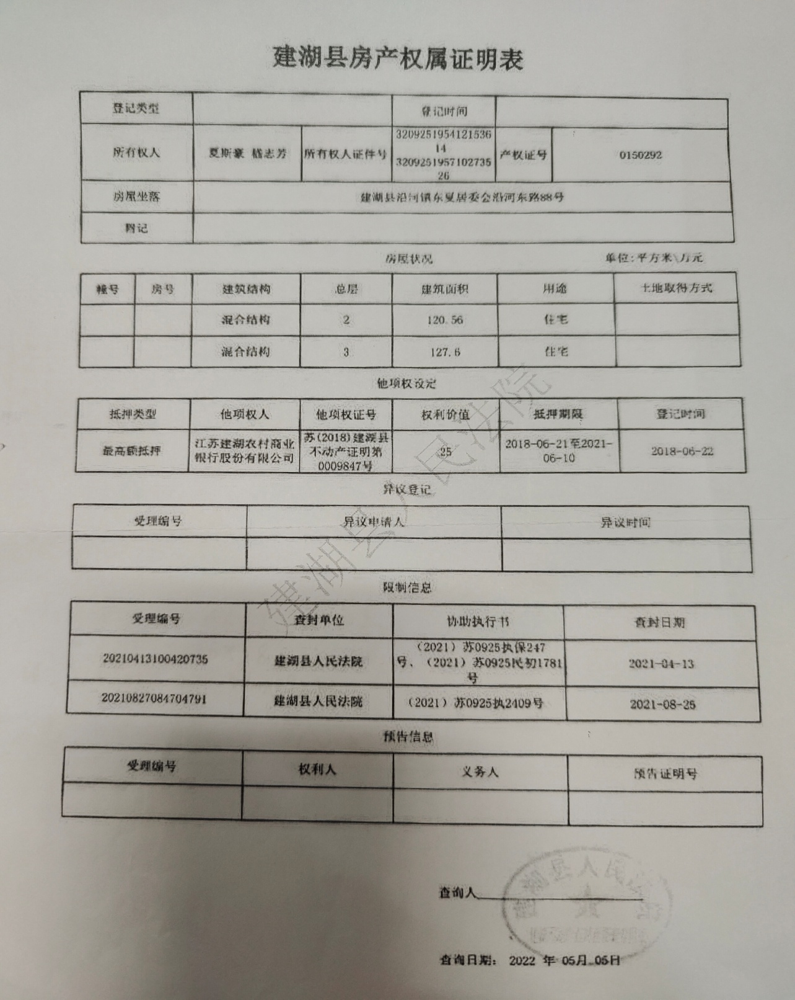 建湖县房产权属证明表
登记类型 登记时间
所有权人 夏斯豪 嵇志芳 所有权人证件号 320925195412153614 320925195710273526 产权证号 0150292
房屋坐落 建湖县沿河镇东夏居委会沿河东路88号
附记
房屋状况 单位:平方米\万元
幢号 房号 建筑结构 总层 建筑面积 用途 土地取得方式
混合结构 2 120.56 住宅
混合结构 3 127.6 住宅
他项权设定
抵押类型 他项权人 他项权证号 权利价值 抵押期限 登记时间
最高额抵押 江苏建湖农村商业银行股份有限公司 苏(2018)建湖县不动产证明第0009847号 25 2018-06-21至2021-06-10 2018-06-22
异议登记
受理编号 异议申请人 异议时间
限制信息
受理编号 查封单位 协助执行书 查封日期
20210413100420735 建湖县人民法院 (2021)苏0925执保247号、(2021)苏0925民初1781号 2021-04-13
20210827084704791 建湖县人民法院 (2021)苏0925执2409号 2021-08-25
预告信息
受理编号 权利人 义务人 预告证明号
查询人
查询日期: 2022 年 05月 05日
建湖县人民法院